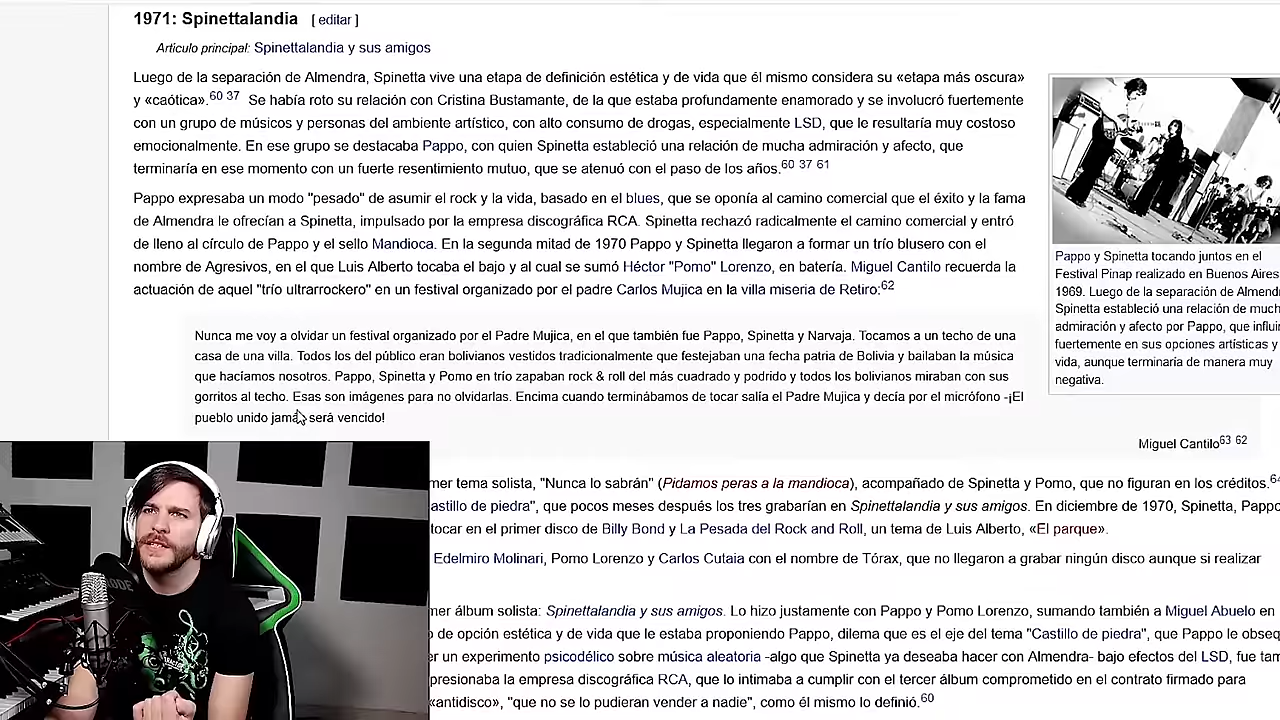 1971: Spinettalandia [ editar ]
Articulo principal: Spinettalandia y sus amigos
Luego de la separación de Almendra, Spinetta vive una etapa de definición estética y de vida que él mismo considera su «etapa más oscura»
y «caótica».60 37 Se había roto su relación con Cristina Bustamante, de la que estaba profundamente enamorado y se involucró fuertemente
con un grupo de músicos y personas del ambiente artístico, con alto consumo de drogas, especialmente LSD, que le resultaría muy costoso
emocionalmente. En ese grupo se destacaba Pappo, con quien Spinetta estableció una relación de mucha admiración y afecto, que
terminaría en ese momento con un fuerte resentimiento mutuo, que se atenuó con el paso de los años.60 37 61
Pappo expresaba un modo "pesado" de asumir el rock y la vida, basado en el blues, que se oponía al camino comercial que el éxito y la fama
de Almendra le ofrecían a Spinetta, impulsado por la empresa discográfica RCA. Spinetta rechazó radicalmente el camino comercial y entró
de lleno al círculo de Pappo y el sello Mandioca. En la segunda mitad de 1970 Pappo y Spinetta llegaron a formar un trío blusero con el
nombre de Agresivos, en el que Luis Alberto tocaba el bajo y al cual se sumó Héctor "Pomo" Lorenzo, en batería. Miguel Cantilo recuerda la
actuación de aquel "trío ultrarrockero" en un festival organizado por el padre Carlos Mujica en la villa miseria de Retiro:62
Pappo y Spinetta tocando juntos en el
Festival Pinap realizado en Buenos Aires
1969. Luego de la separación de Almendr
Spinetta estableció una relación de much
admiración y afecto por Pappo, que influi
fuertemente en sus opciones artísticas y
vida, aunque terminaría de manera muy
negativa.
Nunca me voy a olvidar un festival organizado por el Padre Mujica, en el que también fue Pappo, Spinetta y Narvaja. Tocamos a un techo de una
casa de una villa. Todos los del público eran bolivianos vestidos tradicionalmente que festejaban una fecha patria de Bolivia y bailaban la música
que hacíamos nosotros. Pappo, Spinetta y Pomo en trío zapaban rock & roll del más cuadrado y podrido y todos los bolivianos miraban con sus
gorritos al techo. Esas son imágenes para no olvidarlas. Encima cuando terminábamos de tocar salía el Padre Mujica y decía por el micrófono -¡El
pueblo unido jamás será vencido!
Miguel Cantilo63 62
mer tema solista, "Nunca lo sabrán" (Pidamos peras a la mandioca), acompañado de Spinetta y Pomo, que no figuran en los créditos.64
astillo de piedra", que pocos meses después los tres grabarían en Spinettalandia y sus amigos. En diciembre de 1970, Spinetta, Pappo
tocar en el primer disco de Billy Bond y La Pesada del Rock and Roll, un tema de Luis Alberto, «El parque».
Edelmiro Molinari, Pomo Lorenzo y Carlos Cutaia con el nombre de Tórax, que no llegaron a grabar ningún disco aunque si realizar
mer álbum solista: Spinettalandia y sus amigos. Lo hizo justamente con Pappo y Pomo Lorenzo, sumando también a Miguel Abuelo en
o de opción estética y de vida que le estaba proponiendo Pappo, dilema que es el eje del tema "Castillo de piedra", que Pappo le obseq
er un experimento psicodélico sobre música aleatoria -algo que Spinetta ya deseaba hacer con Almendra- bajo efectos del LSD, fue tam
presionaba la empresa discográfica RCA, que lo intimaba a cumplir con el tercer álbum comprometido en el contrato firmado para
«antidisco», "que no se lo pudieran vender a nadie", como él mismo lo definió.60